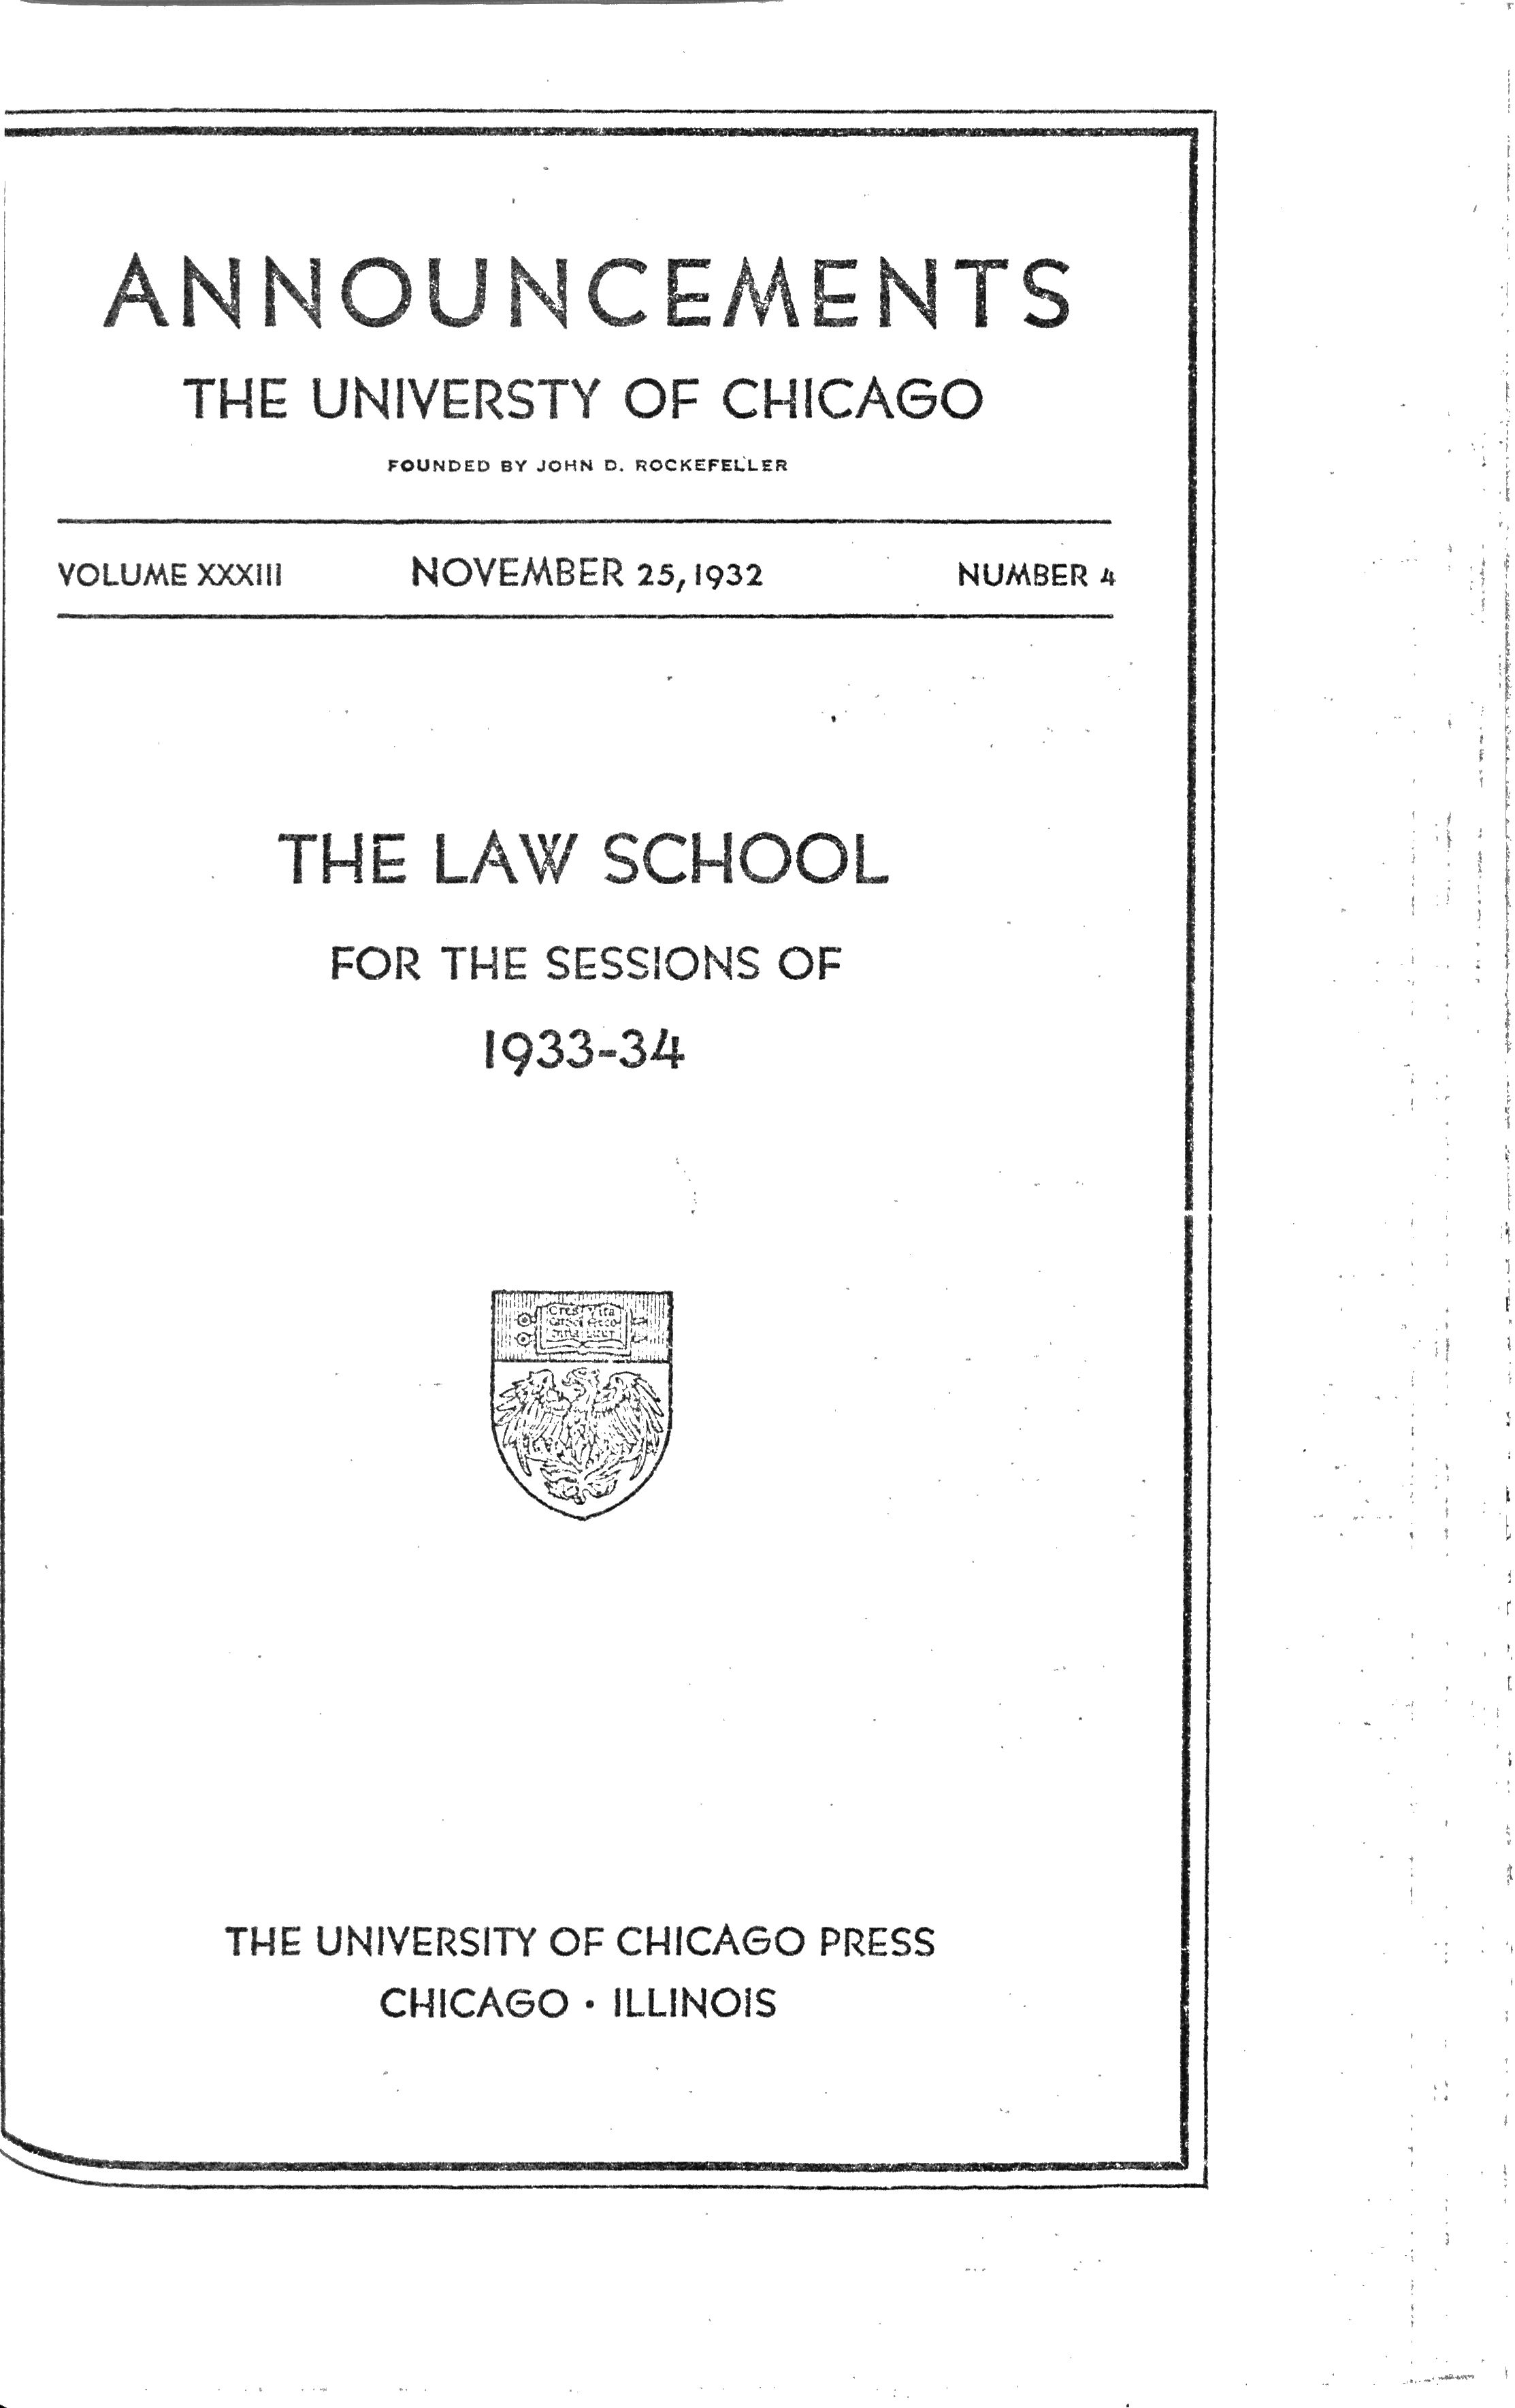 ANNOUNCEMENTS
THE UNIVERSTY OF CHICAGO
FOUNDED BY JOHN D. ROCKEFELLER
VOLUME XXXIII NOVEMBER 25, 1932 NUMBER 4
THE LAW SCHOOL
FOR THE SESSIONS OF
1933-34
THE UNIVERSITY OF CHICAGO PRESS
CHICAGO · ILLINOIS